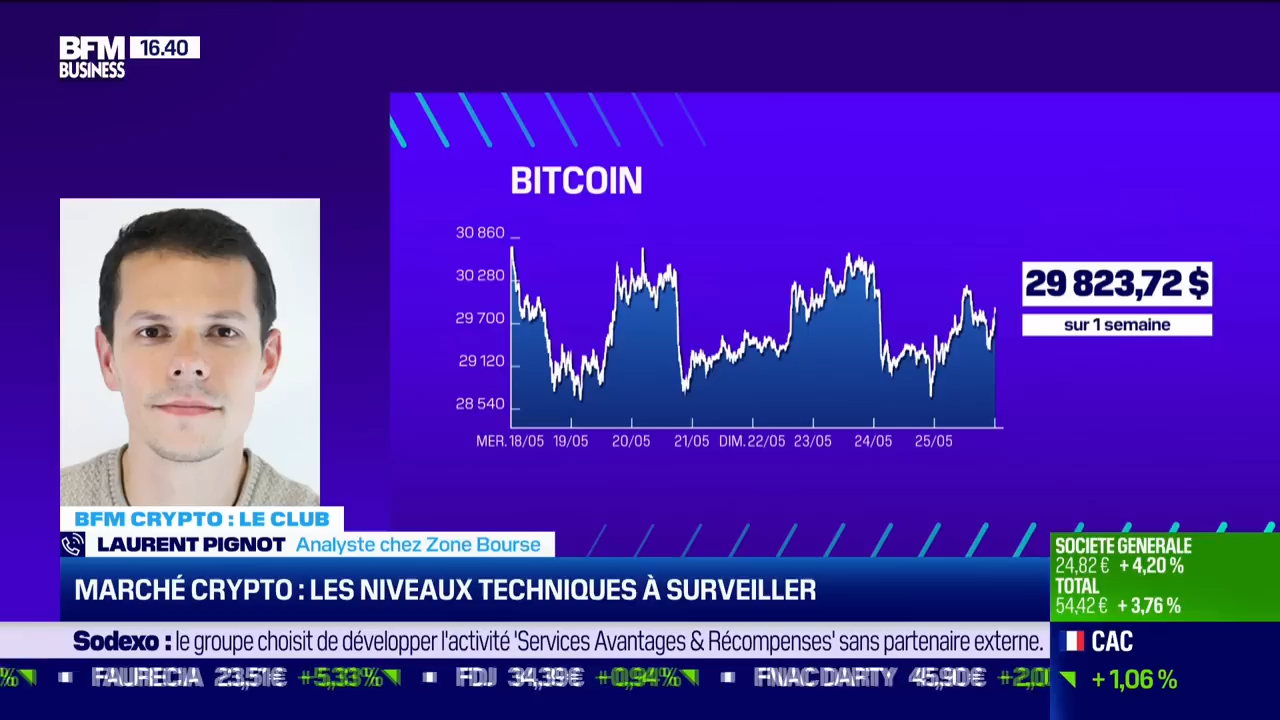 BFM
BUSINESS
16.40
BITCOIN
30 860
30 280
29 700
29 120
28 540
MER. 18/05 19/05 20/05 21/05 DIM. 22/05 23/05 24/05 25/05
29 823,72 $
sur 1 semaine
BFM CRYPTO : LE CLUB
LAURENT PIGNOT Analyste chez Zone Bourse
MARCHÉ CRYPTO : LES NIVEAUX TECHNIQUES À SURVEILLER
SOCIETE GENERALE
24,82 € + 4,20 %
TOTAL
54,42 € + 3,76 %
Sodexo : le groupe choisit de développer l'activité 'Services Avantages & Récompenses' sans partenaire externe.
CAC
+ 1,06 %
% FAURECIA 23,51€ +5,33% FDJ 34,39€ +0,94% FNAC DARTY 45,90€ +2,0